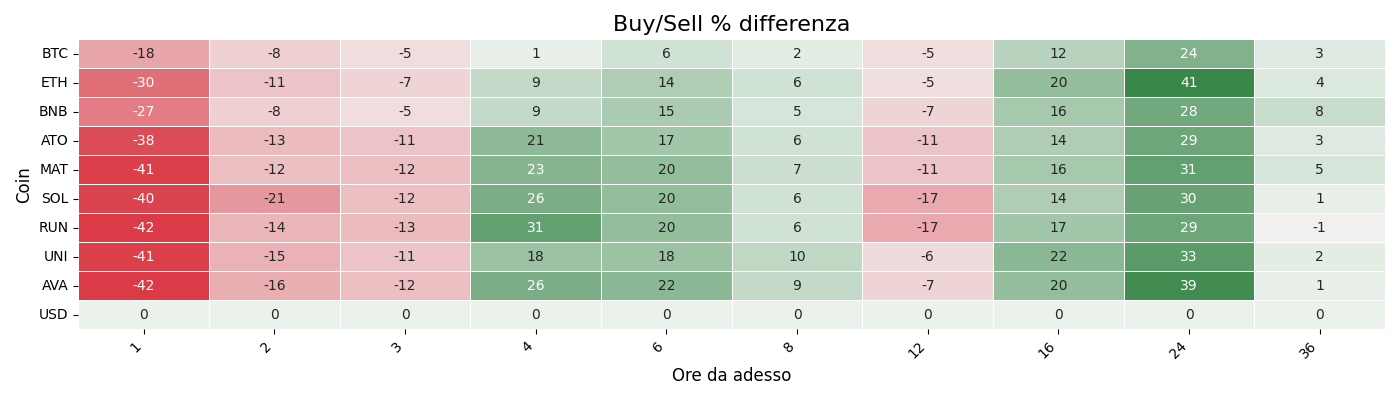 Buy/Sell % differenza
Coin
BTC -18 -8 -5 1 6 2 -5 12 24 3
ETH -30 -11 -7 9 14 6 -5 20 41 4
BNB -27 -8 -5 9 15 5 -7 16 28 8
ATO -38 -13 -11 21 17 6 -11 14 29 3
MAT -41 -12 -12 23 20 7 -11 16 31 5
SOL -40 -21 -12 26 20 6 -17 14 30 1
RUN -42 -14 -13 31 20 6 -17 17 29 -1
UNI -41 -15 -11 18 18 10 -6 22 33 2
AVA -42 -16 -12 26 22 9 -7 20 39 1
USD 0 0 0 0 0 0 0 0 0 0
1 2 3 4 6 8 12 16 24 36
Ore da adesso